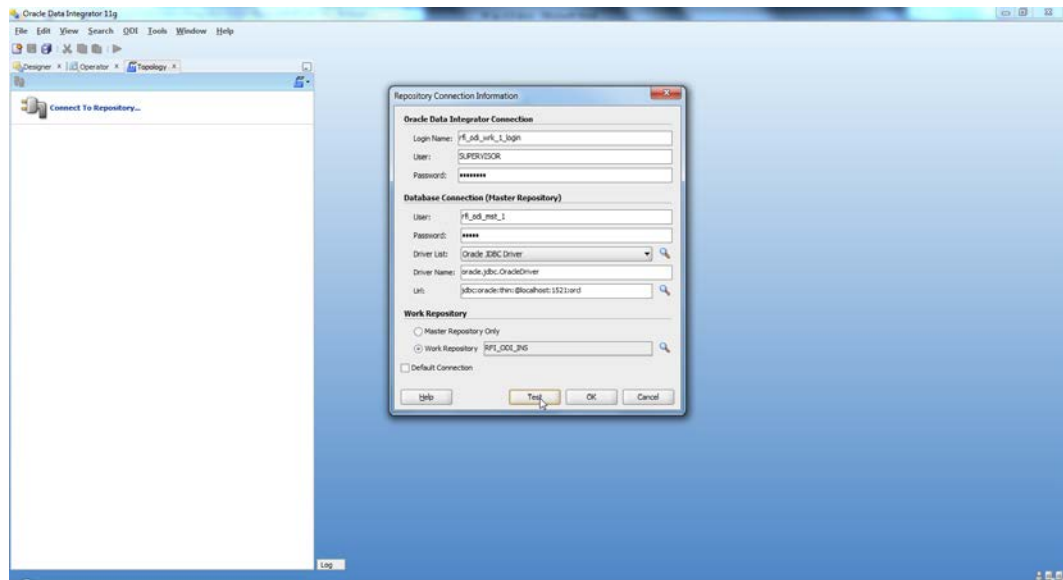 Oracle Data Integrator 11g
File Edit View Search ODI Tools Window Help
Designer x Operator x Topology x
Connect To Repository...
Repository Connection Information
Oracle Data Integrator Connection
Login Name: rfi_odi_wrk_1_login
User: SUPERVISOR
Password: ••••••••
Database Connection (Master Repository)
User: rfi_odi_mst_1
Password: •••••
Driver List: Oracle JDBC Driver
Driver Name: oracle.jdbc.OracleDriver
Url: jdbc:oracle:thin:@localhost:1521:orcl
Work Repository
Master Repository Only
Work Repository RFI_ODI_INS
Default Connection
Help Test OK Cancel
Log